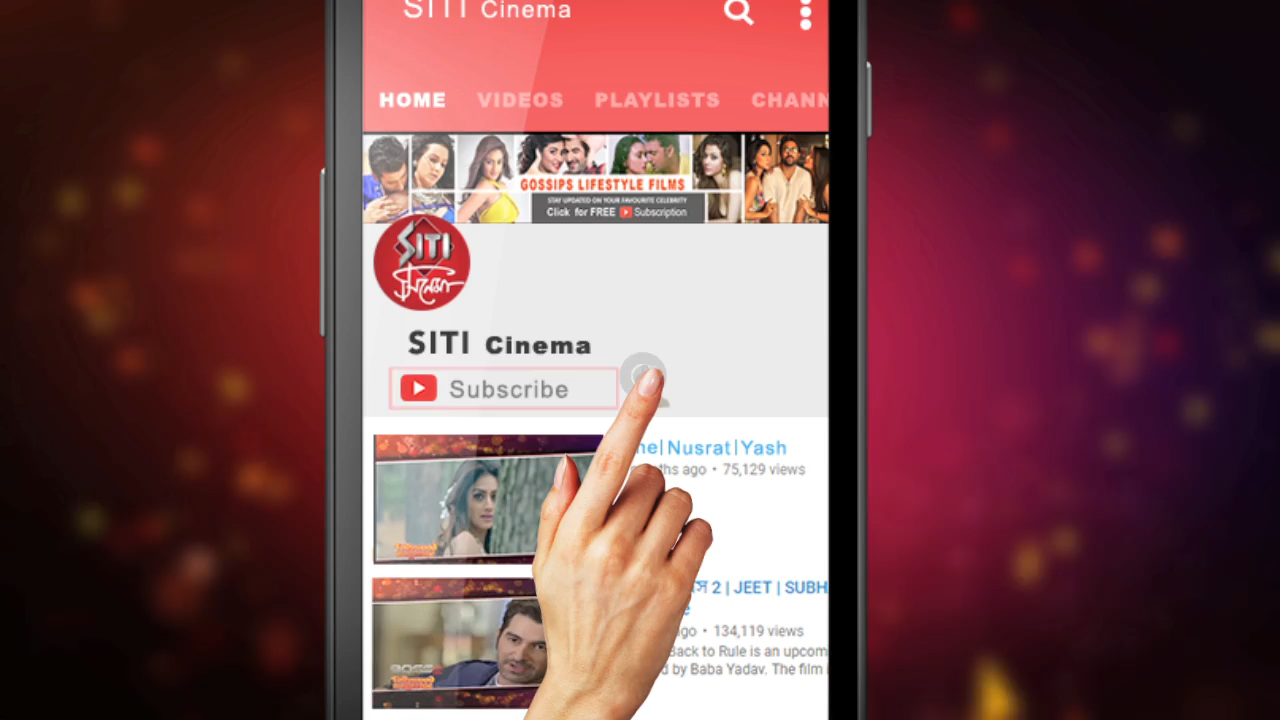 SITI Cinema
HOME VIDEOS PLAYLISTS CHANN
GOSSIPS LIFESTYLE FILMS
STAY UPDATED ON YOUR FAVOURITE CELEBRITY
Click for FREE Subscription
SITI
সিনেমা
SITI Cinema
Subscribe
Nusrat|Yash
ago • 75,129 views
2 | JEET | SUBH
ago • 134,119 views
Back to Rule is an upcom
by Baba Yadav. The film